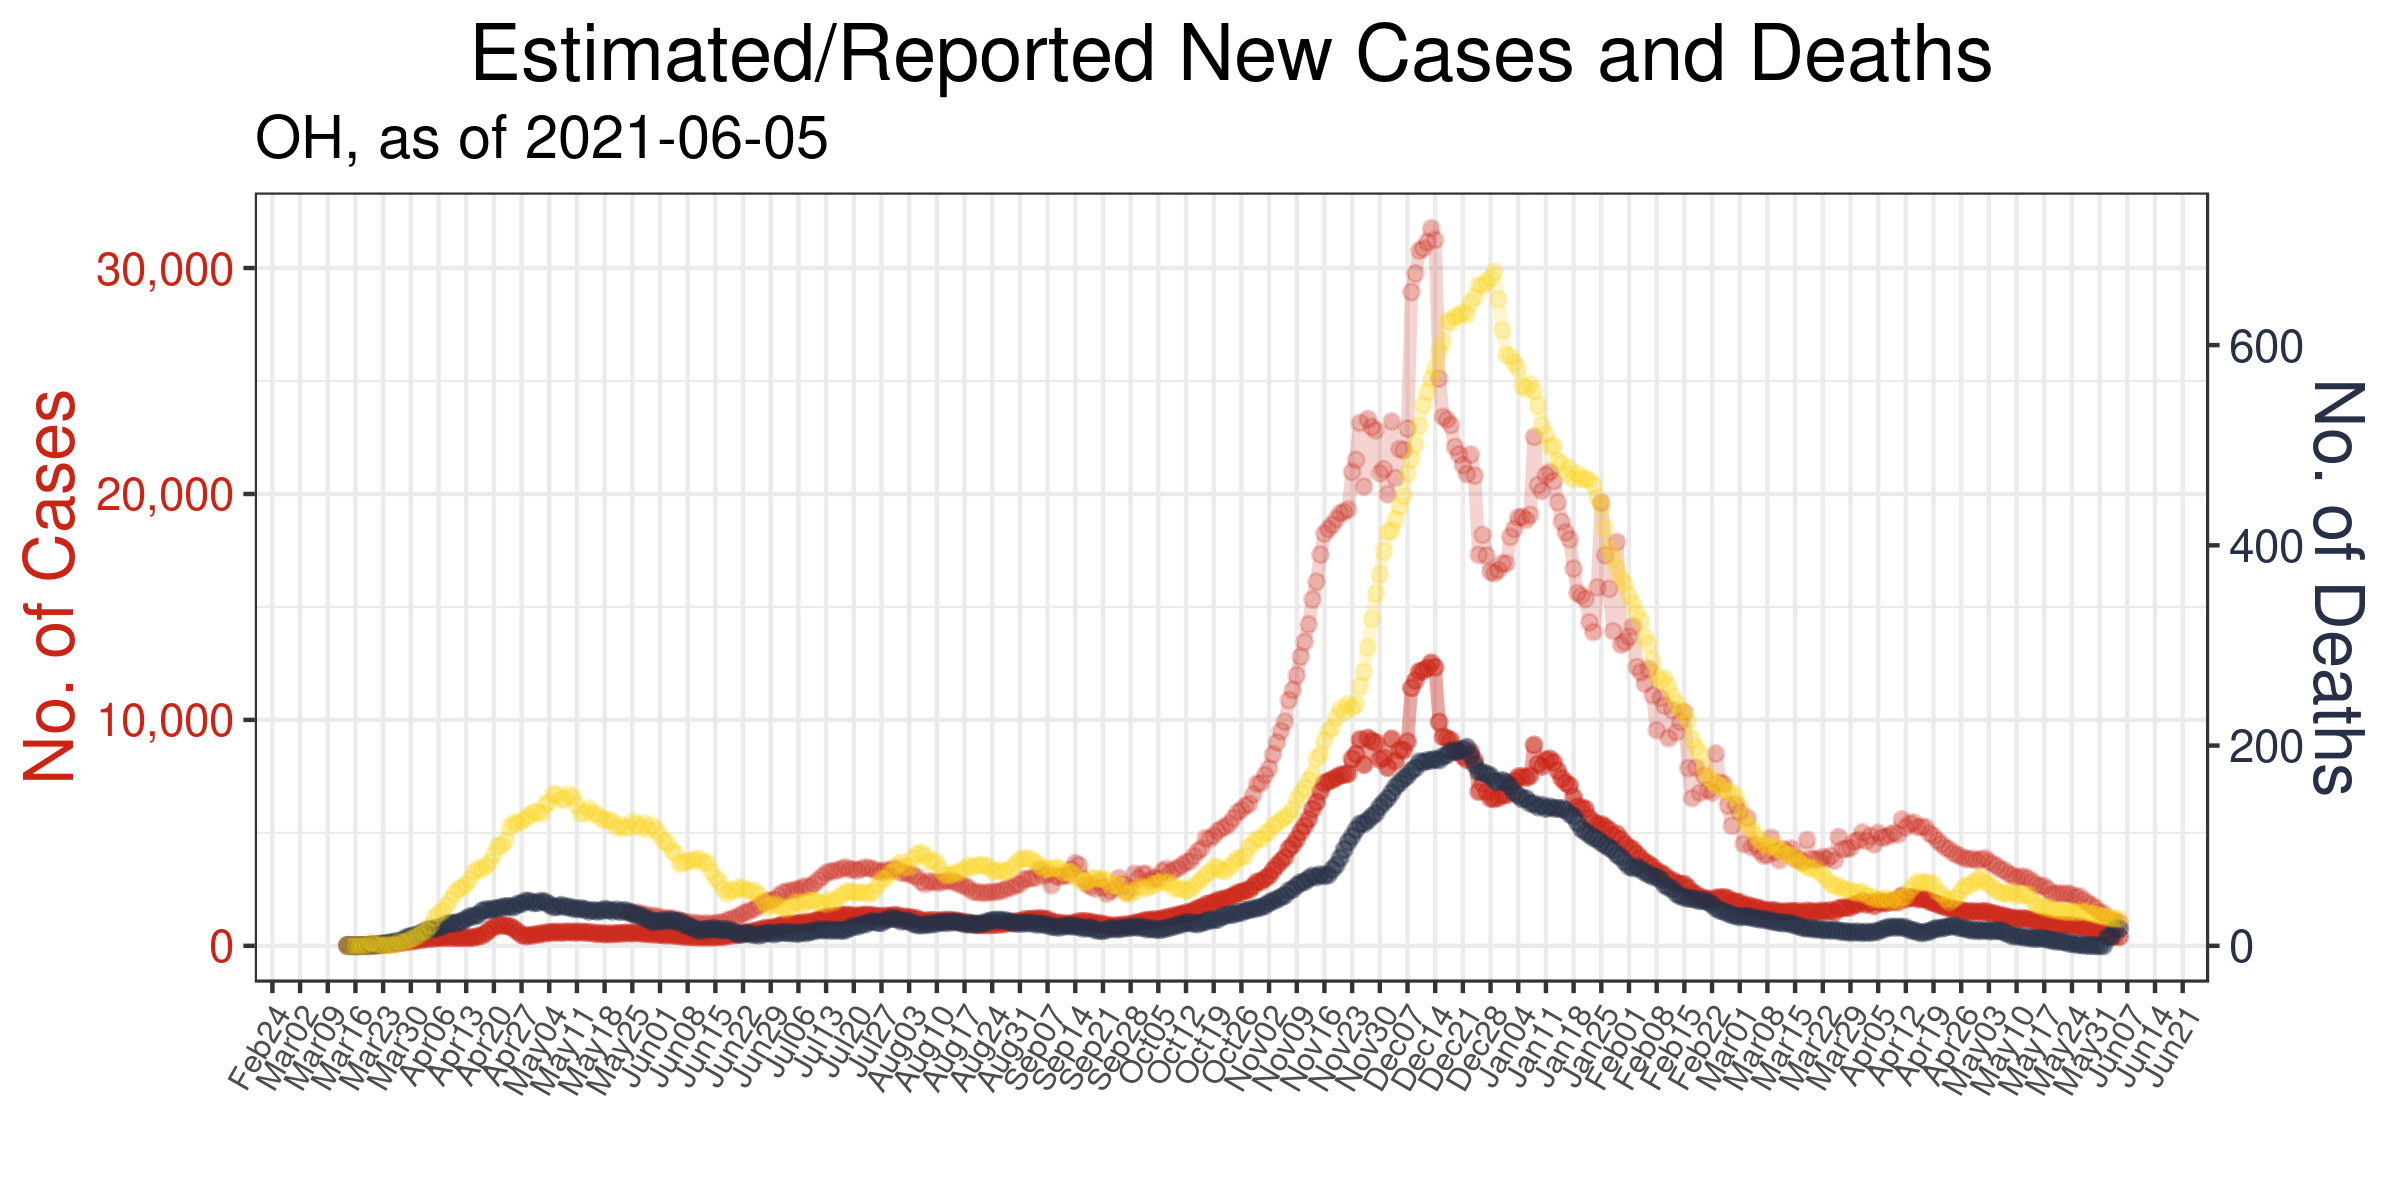 Estimated/Reported New Cases and Deaths
OH, as of 2021-06-05
No. of Cases
30,000
20,000
10,000
0
600
400
200
0
No. of Deaths
Feb24
Mar02
Mar09
Mar16
Mar23
Mar30
Apr06
Apr13
Apr20
Apr27
May04
May11
May18
May25
Jun01
Jun08
Jun15
Jun22
Jun29
Jul06
Jul13
Jul20
Jul27
Aug03
Aug10
Aug17
Aug24
Aug31
Sep07
Sep14
Sep21
Sep28
Oct05
Oct12
Oct19
Oct26
Nov02
Nov09
Nov16
Nov23
Nov30
Dec07
Dec14
Dec21
Dec28
Jan04
Jan11
Jan18
Jan25
Feb01
Feb08
Feb15
Feb22
Mar01
Mar08
Mar15
Mar22
Mar29
Apr05
Apr12
Apr19
Apr26
May03
May10
May17
May24
May31
Jun07
Jun14
Jun21